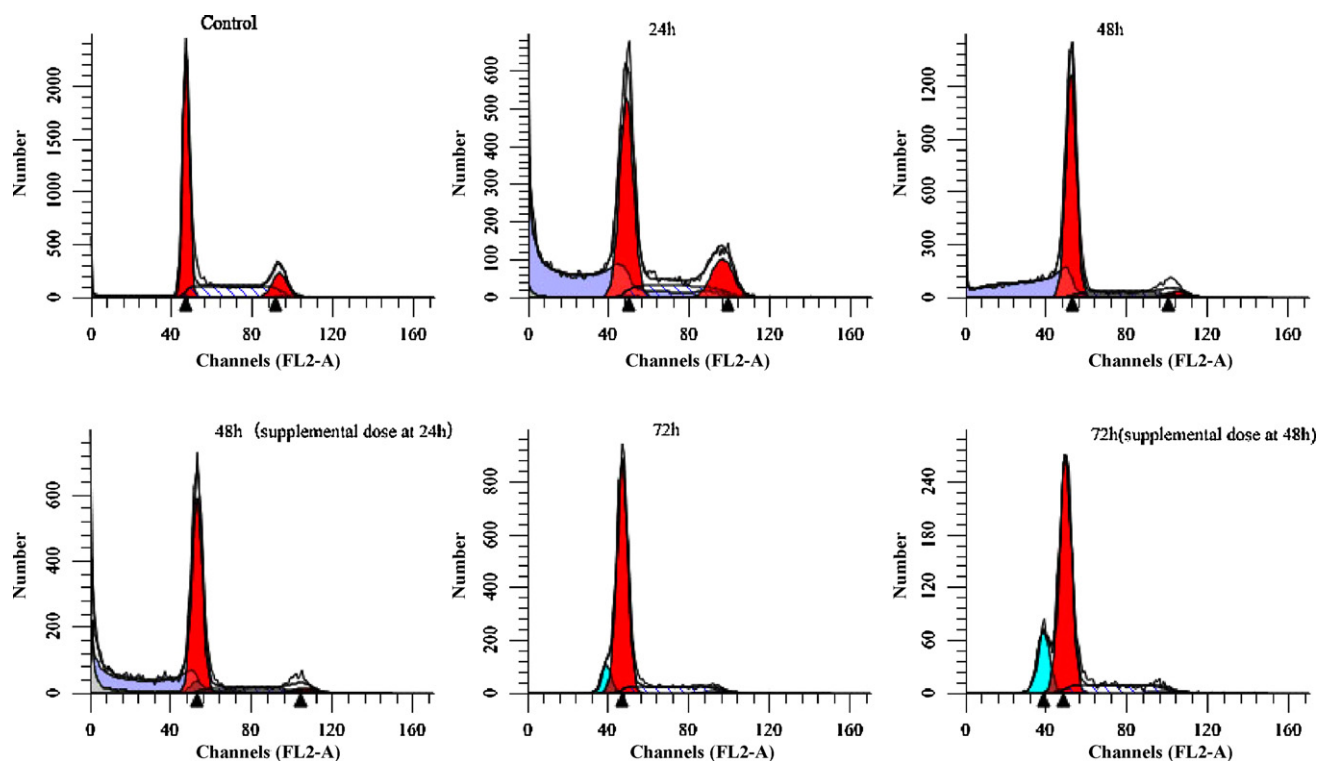 Control
2000
1500
1000
500
0
Number
0 40 80 120 160
Channels (FL2-A)
24h
600
500
400
300
200
100
0
Number
0 40 80 120 160
Channels (FL2-A)
48h
1200
900
600
300
0
Number
0 40 80 120 160
Channels (FL2-A)
48h (supplemental dose at 24h)
600
400
200
0
Number
0 40 80 120 160
Channels (FL2-A)
72h
800
600
400
200
0
Number
0 40 80 120 160
Channels (FL2-A)
72h(supplemental dose at 48h)
240
180
120
60
0
Number
0 40 80 120 160
Channels (FL2-A)